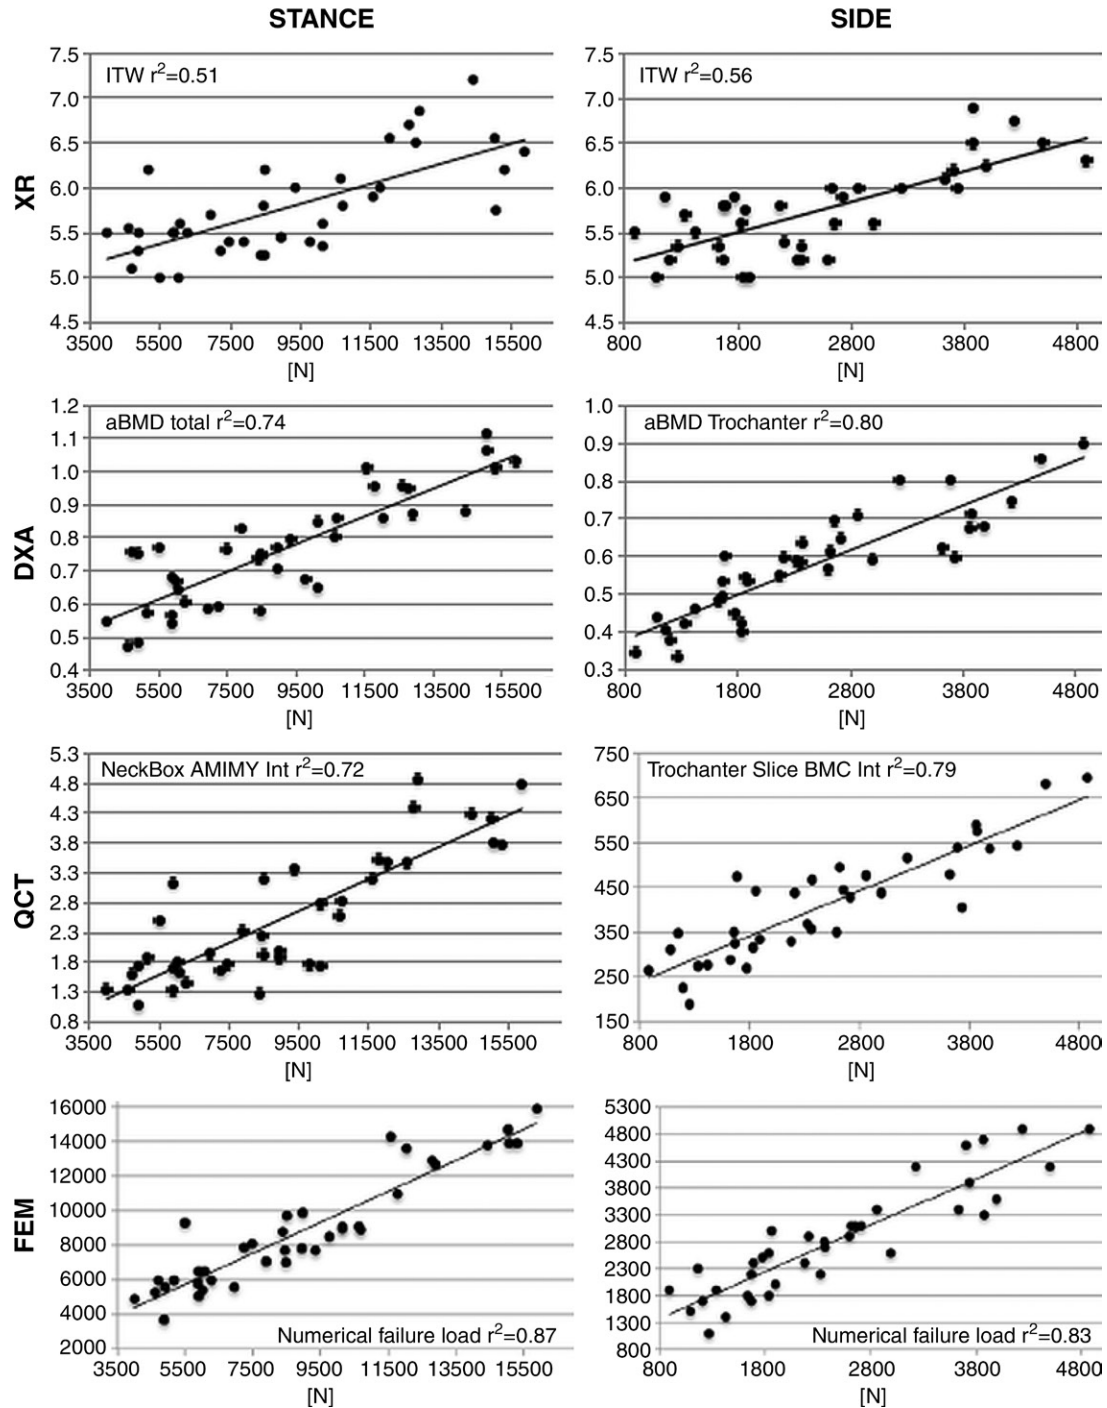 STANCE SIDE
XR
7.5
7.0
6.5
6.0
5.5
5.0
4.5
ITW r²=0.51
3500 5500 7500 9500 11500 13500 15500
[N]
7.5
7.0
6.5
6.0
5.5
5.0
4.5
ITW r²=0.56
800 1800 2800 3800 4800
[N]
DXA
1.2
1.1
1.0
0.9
0.8
0.7
0.6
0.5
0.4
aBMD total r²=0.74
3500 5500 7500 9500 11500 13500 15500
[N]
1.0
0.9
0.8
0.7
0.6
0.5
0.4
0.3
aBMD Trochanter r²=0.80
800 1800 2800 3800 4800
[N]
QCT
5.3
4.8
4.3
3.8
3.3
2.8
2.3
1.8
1.3
0.8
NeckBox AMIMY Int r²=0.72
3500 5500 7500 9500 11500 13500 15500
[N]
750
650
550
450
350
250
150
Trochanter Slice BMC Int r²=0.79
800 1800 2800 3800 4800
[N]
FEM
16000
14000
12000
10000
8000
6000
4000
2000
Numerical failure load r²=0.87
3500 5500 7500 9500 11500 13500 15500
[N]
5300
4800
4300
3800
3300
2800
2300
1800
1300
800
Numerical failure load r²=0.83
800 1800 2800 3800 4800
[N]